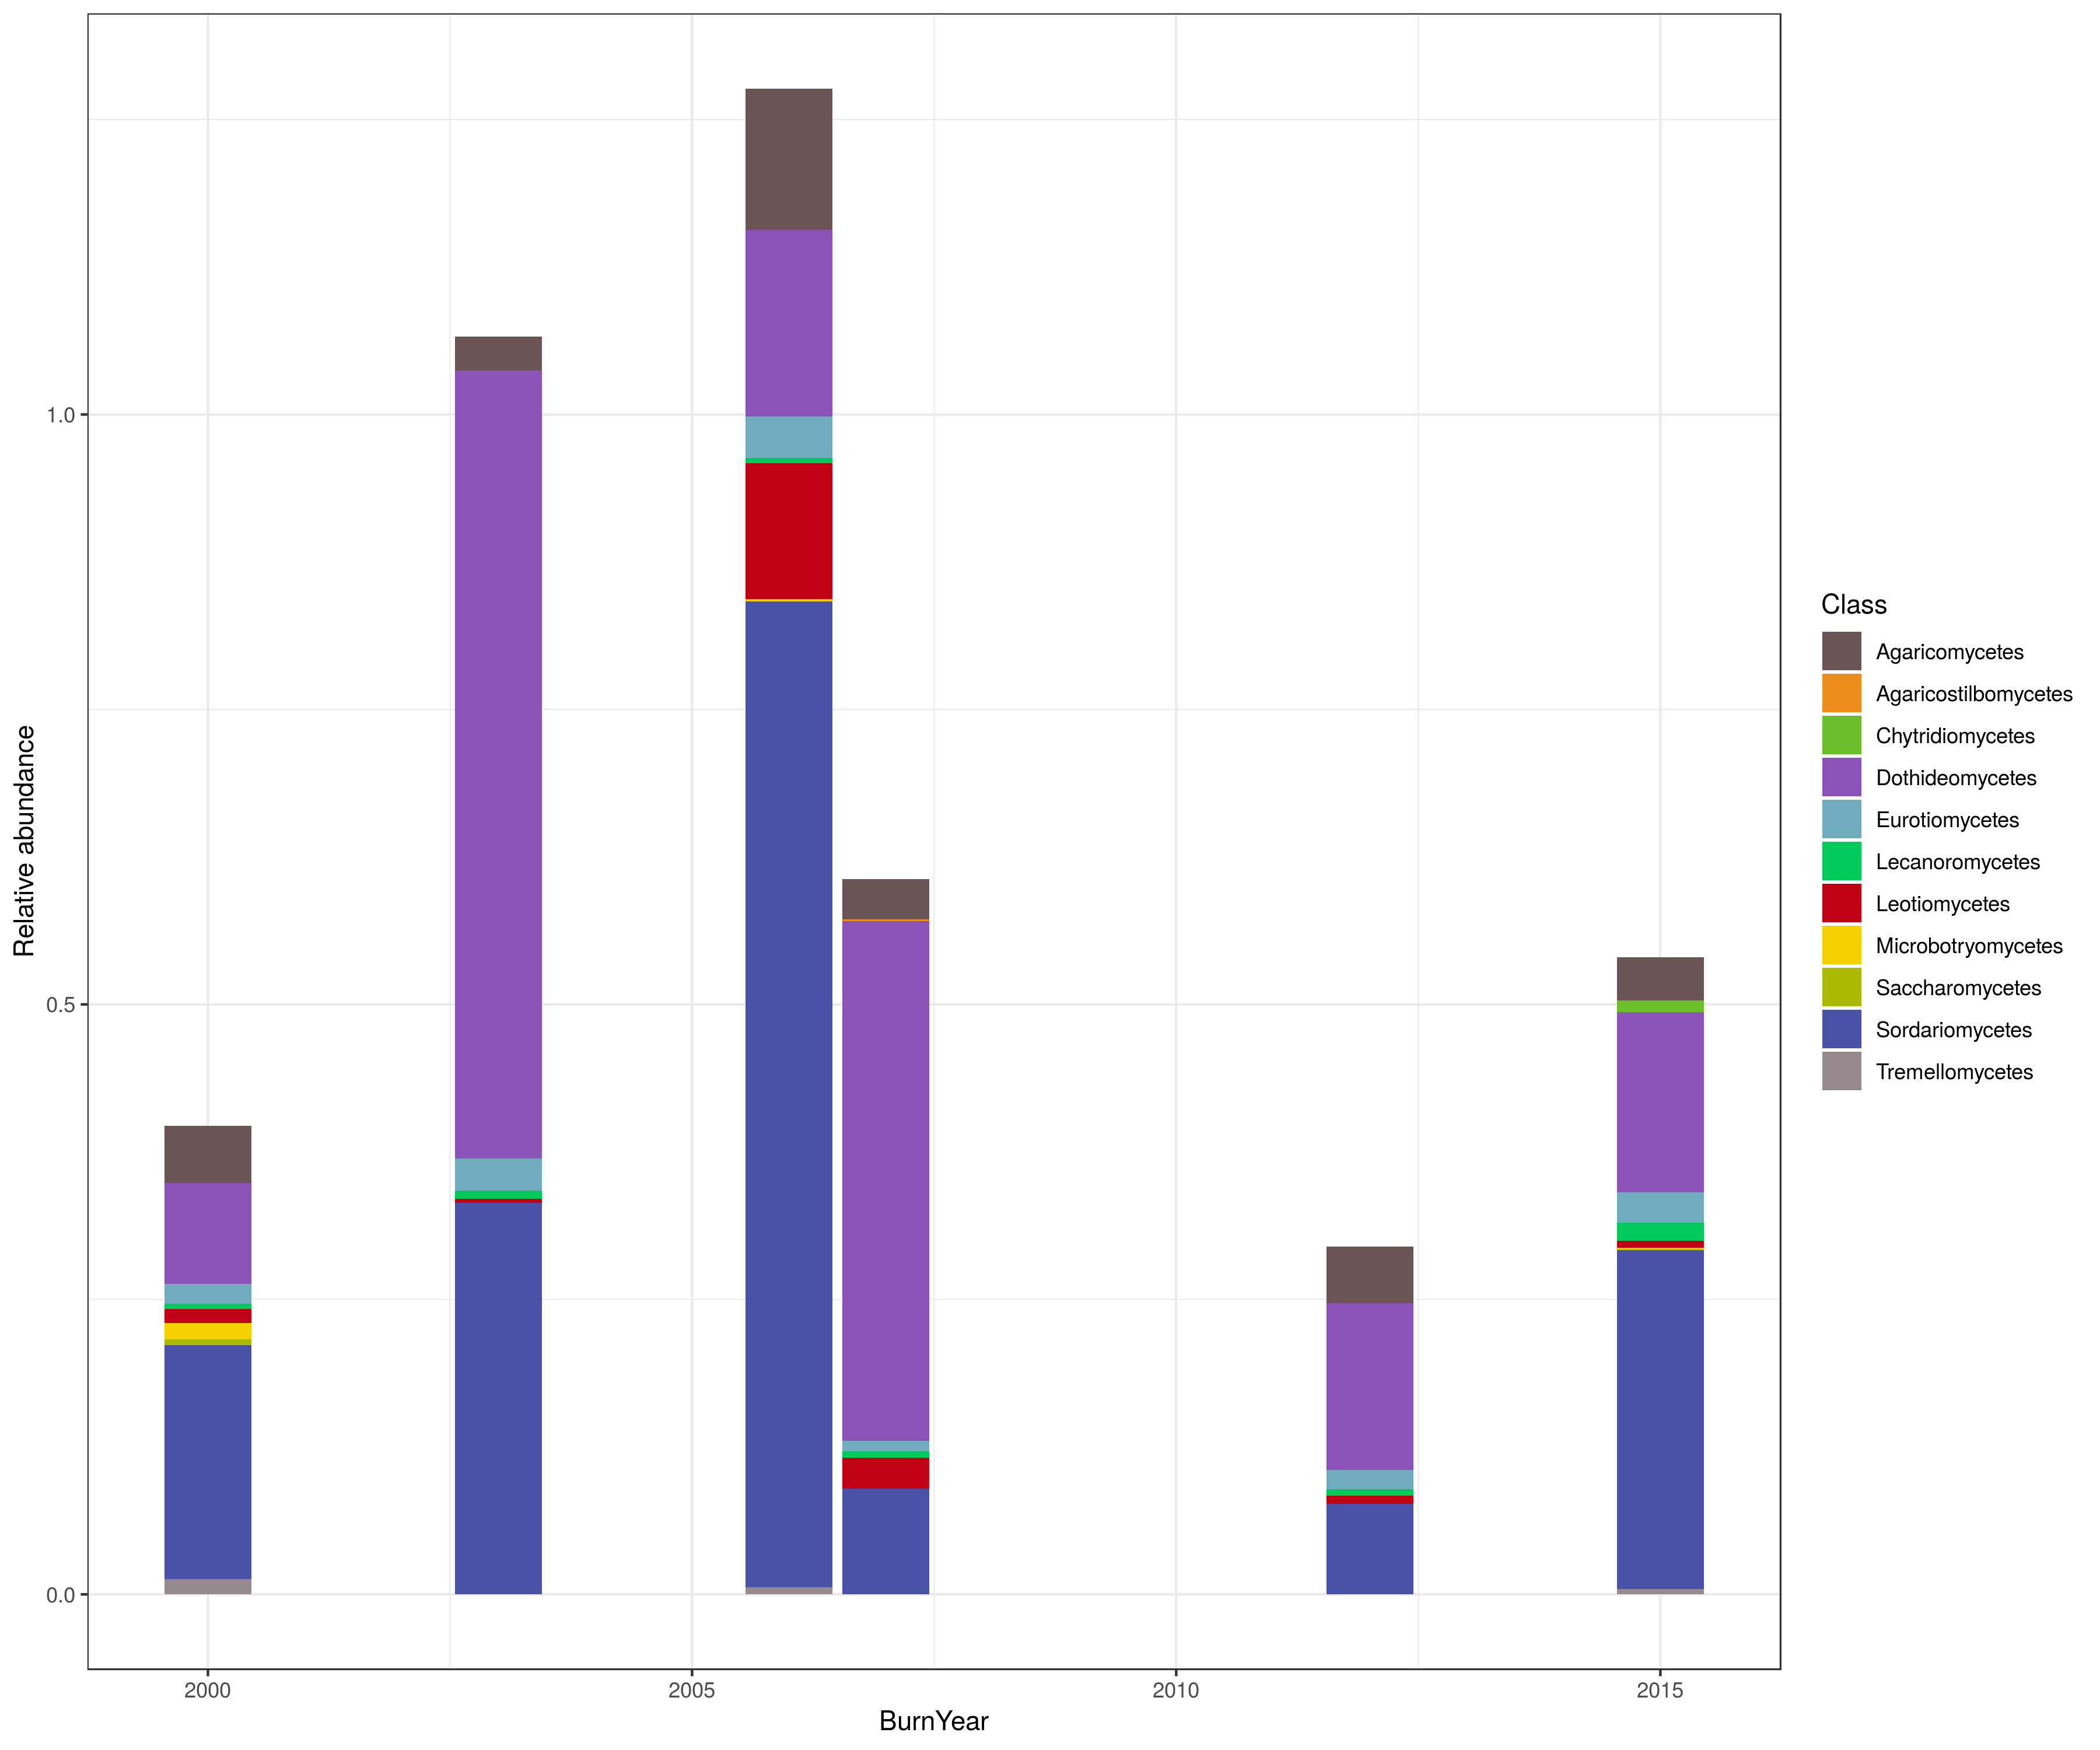 Relative abundance
1.0
0.5
0.0
2000
2005
2010
2015
BurnYear
Class
Agaricomycetes
Agaricostilbomycetes
Chytridiomycetes
Dothideomycetes
Eurotiomycetes
Lecanoromycetes
Leotiomycetes
Microbotryomycetes
Saccharomycetes
Sordariomycetes
Tremellomycetes